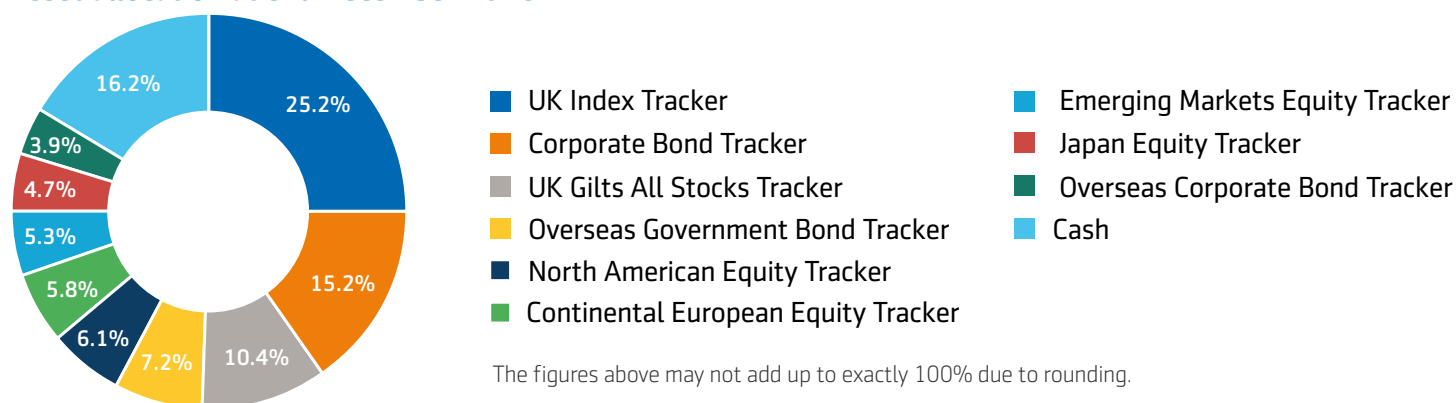 16.2%
25.2%
3.9%
4.7%
5.3%
5.8%
6.1%
7.2%
10.4%
15.2%
UK Index Tracker
Corporate Bond Tracker
UK Gilts All Stocks Tracker
Overseas Government Bond Tracker
North American Equity Tracker
Continental European Equity Tracker
Emerging Markets Equity Tracker
Japan Equity Tracker
Overseas Corporate Bond Tracker
Cash
The figures above may not add up to exactly 100% due to rounding.